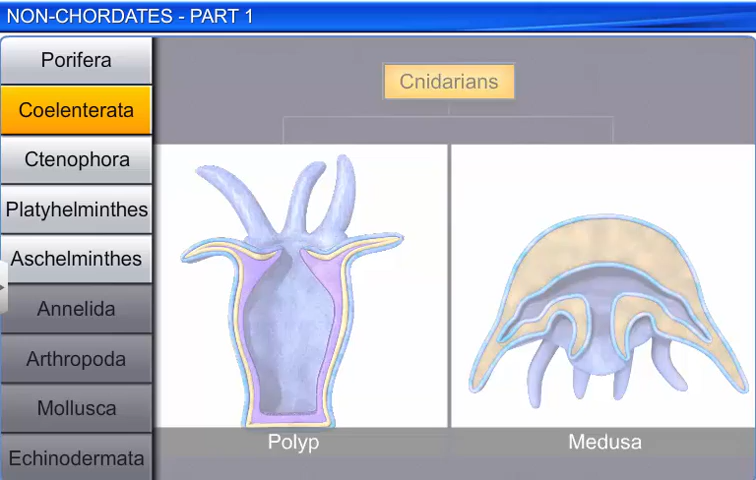 NON-CHORDATES - PART 1
Porifera
Coelenterata
Ctenophora
Platyhelminthes
Aschelminthes
Annelida
Arthropoda
Mollusca
Echinodermata
Cnidarians
Polyp
Medusa